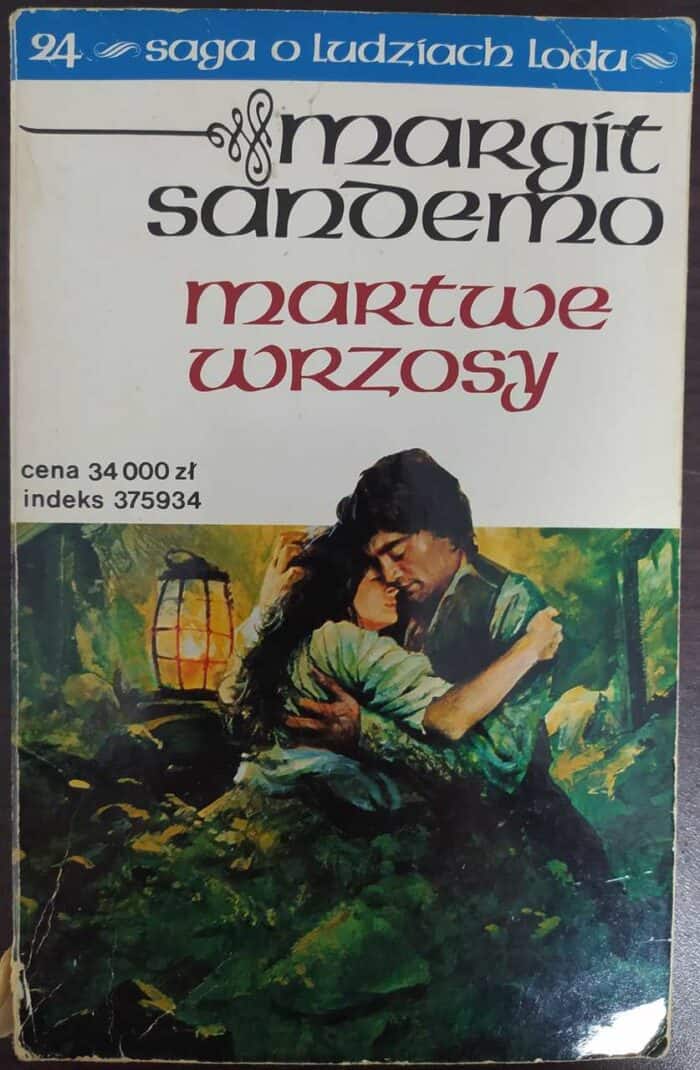 24 saga o Ludziach Lodu
margit
sandemo
martwe
wrzosy
cena 34 000 zł
indeks 375934